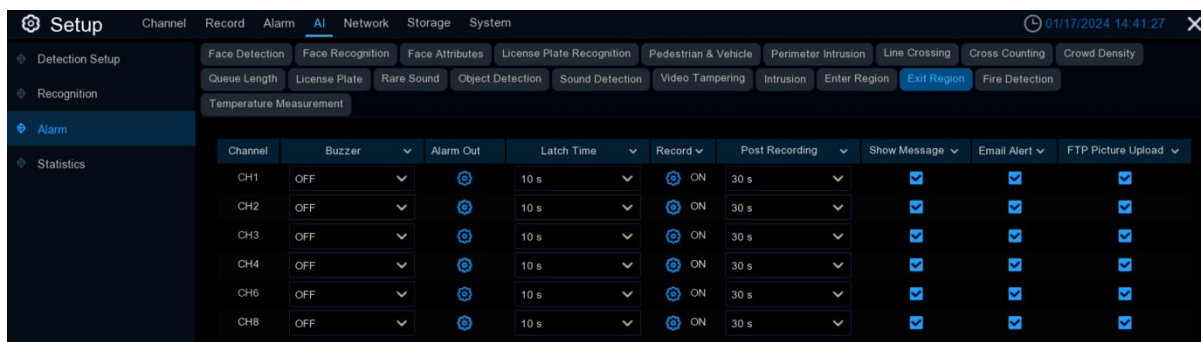 Setup Channel Record Alarm AI Network Storage System 01/17/2024 14:41:27
Detection Setup
Recognition
Alarm
Statistics
Face Detection Face Recognition Face Attributes License Plate Recognition Pedestrian & Vehicle Perimeter Intrusion Line Crossing Cross Counting Crowd Density
Queue Length License Plate Rare Sound Object Detection Sound Detection Video Tampering Intrusion Enter Region Exit Region Fire Detection
Temperature Measurement
Channel Buzzer Alarm Out Latch Time Record Post Recording Show Message Email Alert FTP Picture Upload
CH1 OFF 10 s ON 30 s
CH2 OFF 10 s ON 30 s
CH3 OFF 10 s ON 30 s
CH4 OFF 10 s ON 30 s
CH6 OFF 10 s ON 30 s
CH8 OFF 10 s ON 30 s